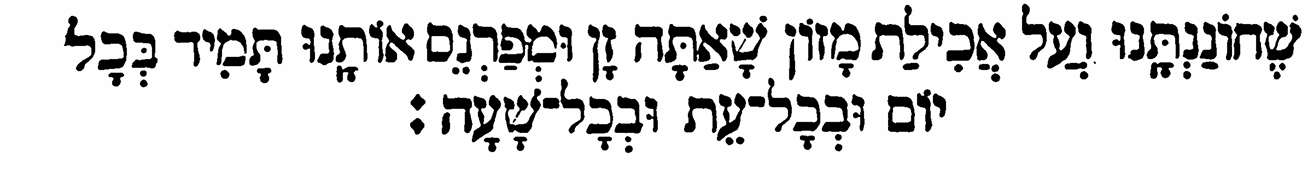 שֶׁחוֹנַנְתָּנוּ וְעַל אֲכִילַת מָזוֹן שָׁאַתָּה זָן וּמְפַרְנֵס אוֹתָנוּ תָּמִיד בְּכָל
יוֹם וּבְכָל־עֵת וּבְכָל־שָׁעָה: